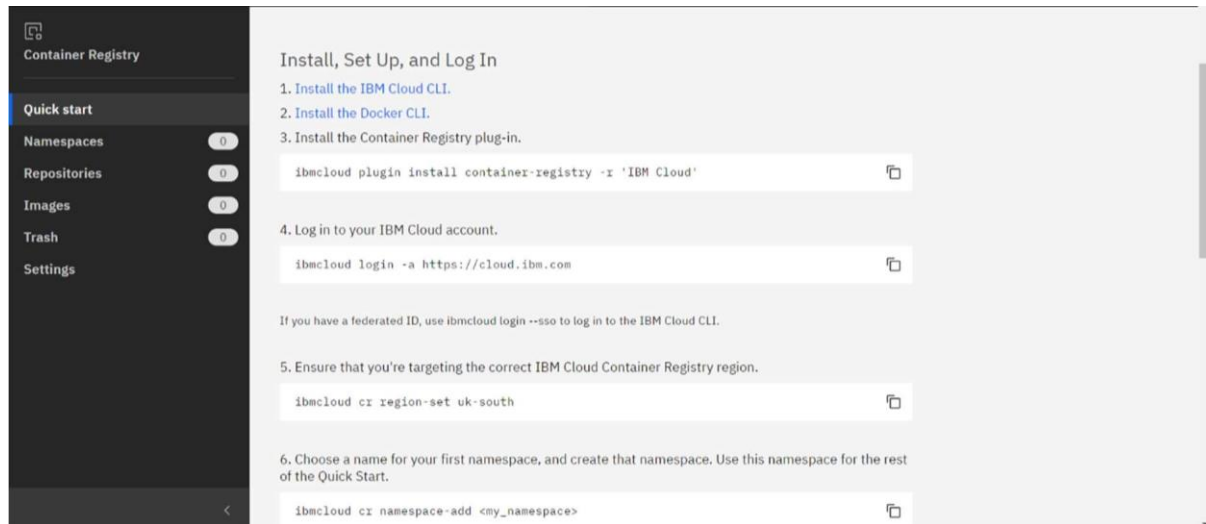 Container Registry
Quick start
Namespaces 0
Repositories 0
Images 0
Trash 0
Settings
Install, Set Up, and Log In
1. Install the IBM Cloud CLI.
2. Install the Docker CLI.
3. Install the Container Registry plug-in.
ibmcloud plugin install container-registry -r 'IBM Cloud'
4. Log in to your IBM Cloud account.
ibmcloud login -a https://cloud.ibm.com
If you have a federated ID, use ibmcloud login --sso to log in to the IBM Cloud CLI.
5. Ensure that you're targeting the correct IBM Cloud Container Registry region.
ibmcloud cr region-set uk-south
6. Choose a name for your first namespace, and create that namespace. Use this namespace for the rest
of the Quick Start.
ibmcloud cr namespace-add <my_namespace>